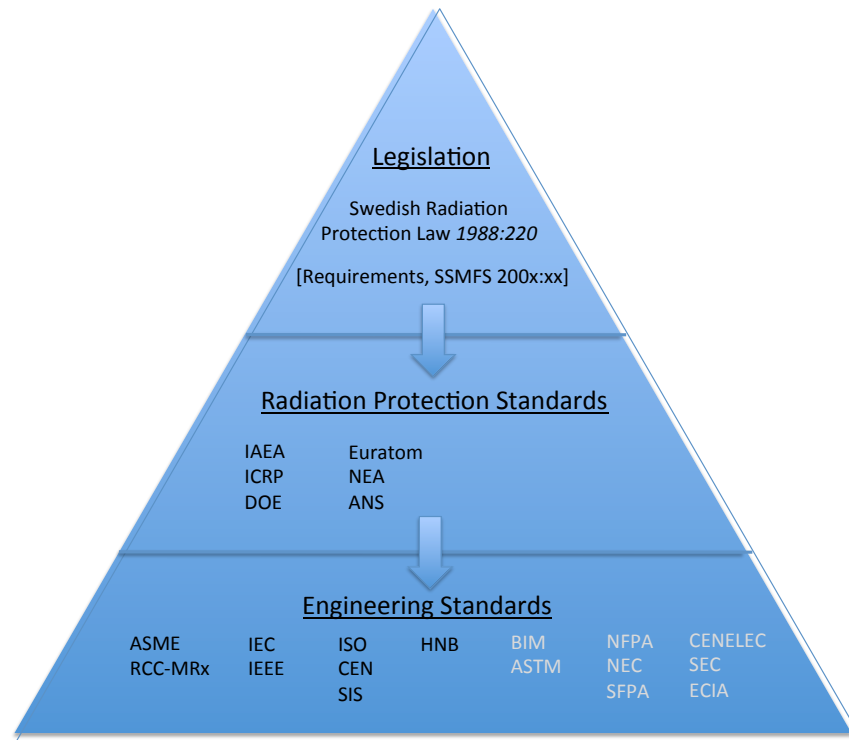 Legislation
Swedish Radiation
Protection Law 1988:220
[Requirements, SSMFS 200x:xx]
Radiation Protection Standards
IAEA Euratom
ICRP NEA
DOE ANS
Engineering Standards
ASME IEC ISO HNB BIM NFPA CENELEC
RCC-MRx IEEE CEN ASTM NEC SEC
SIS SFPA ECIA